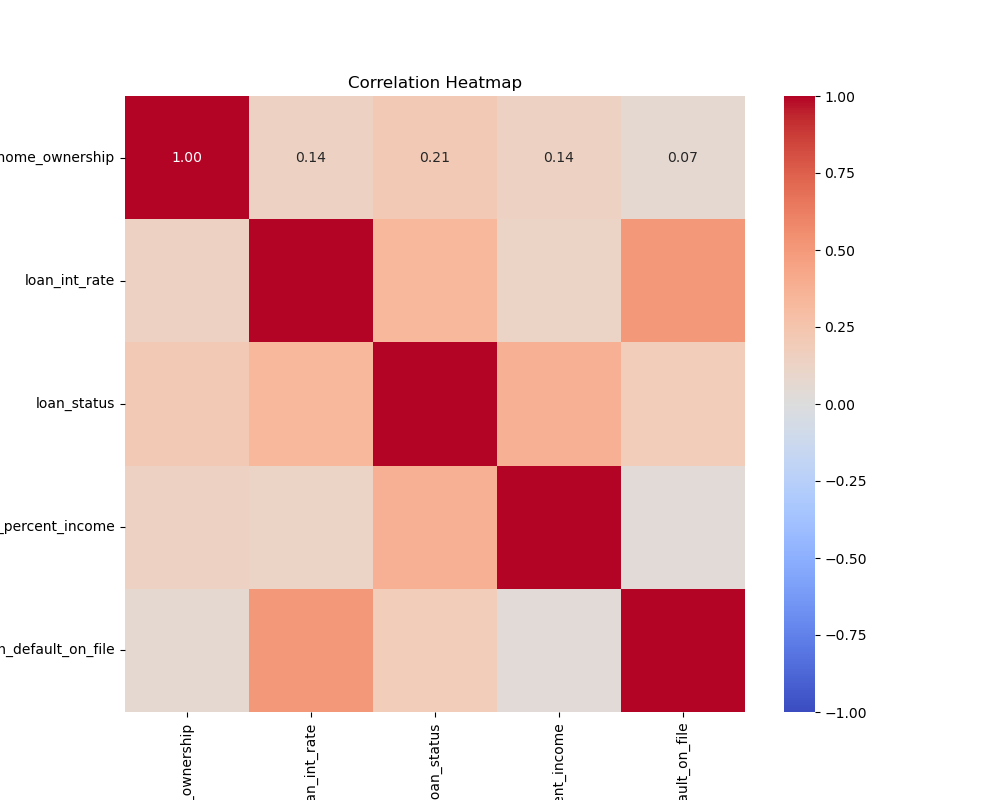 Correlation Heatmap
home_ownership
1.00 0.14 0.21 0.14 0.07
loan_int_rate
loan_status
_percent_income
n_default_on_file
_ownership
an_int_rate
oan_status
ent_income
ault_on_file
1.00
0.75
0.50
0.25
0.00
−0.25
−0.50
−0.75
−1.00